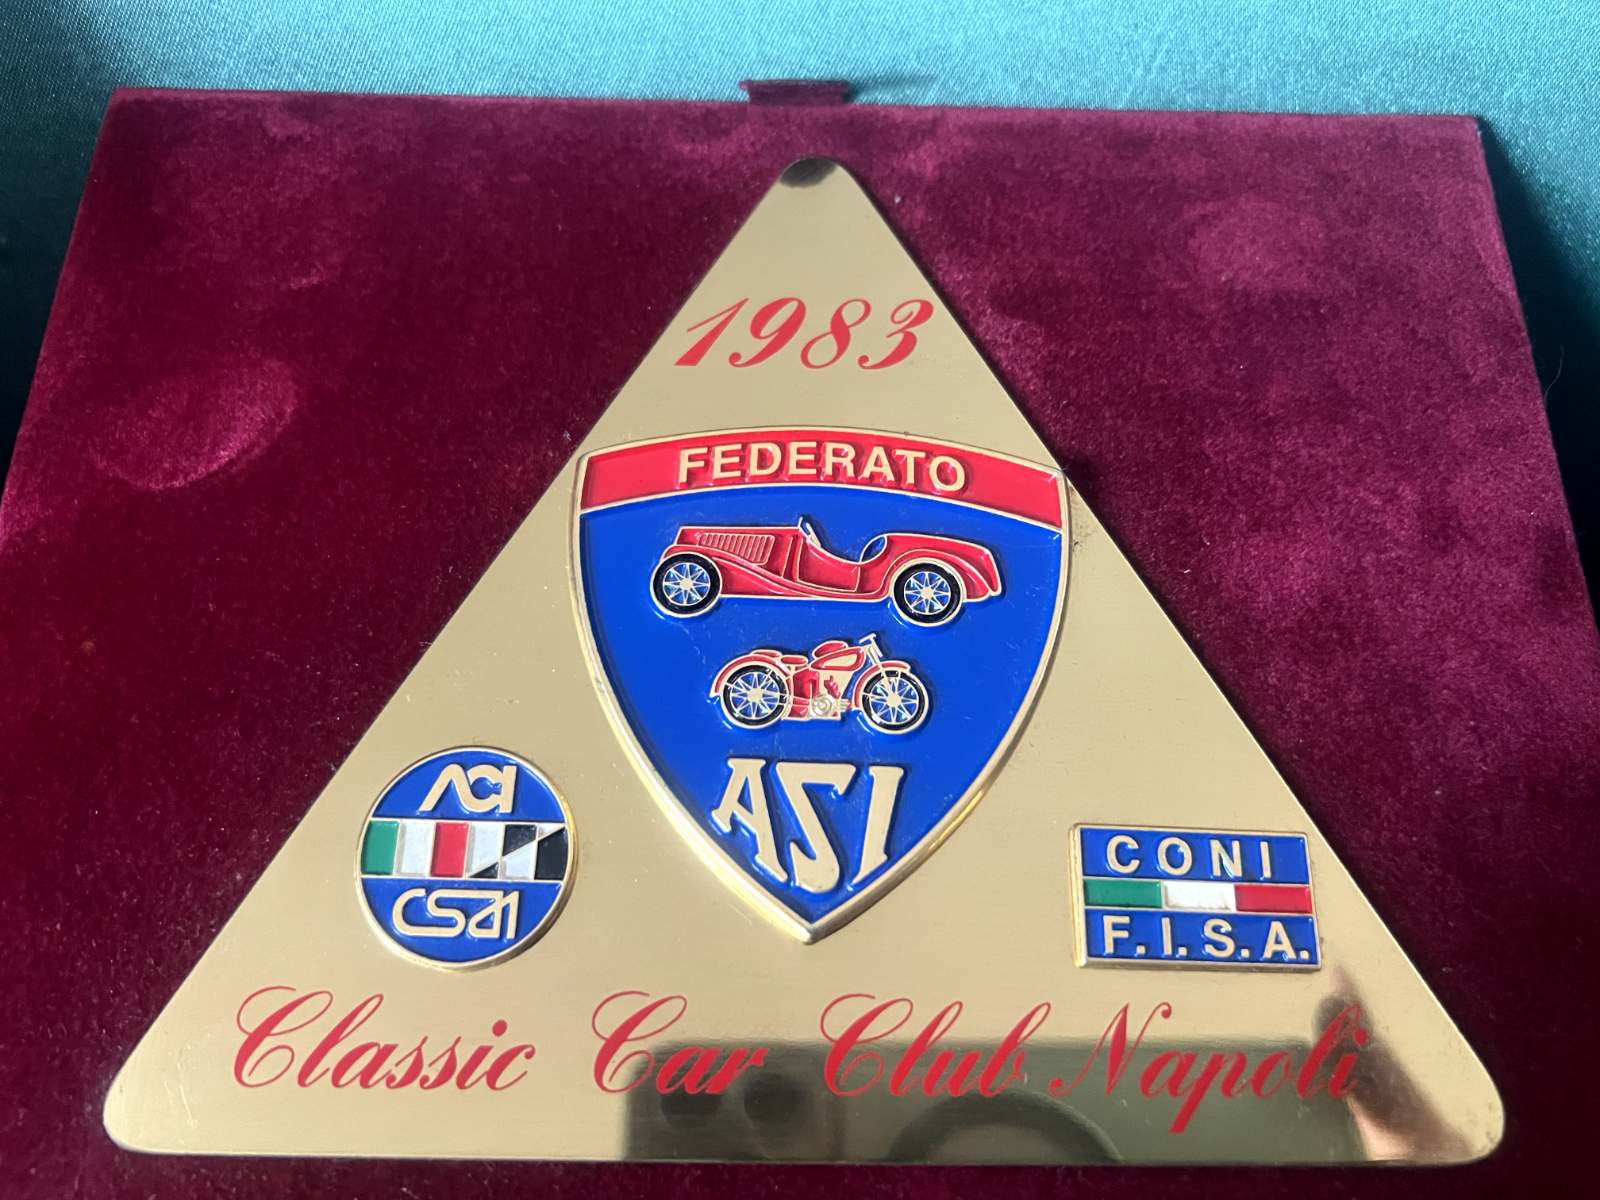 1983
FEDERATO
ASI
ACI
CSAI
CONI
F.I.S.A.
Classic Car Club Napoli